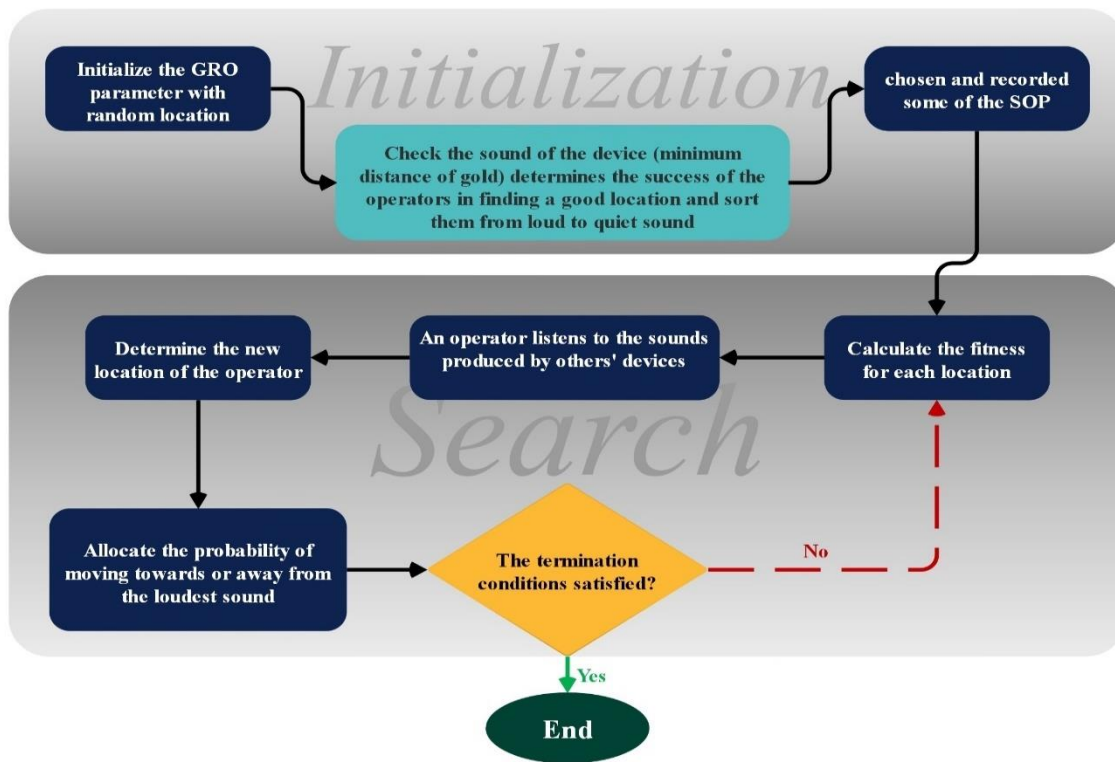 Initialization
Initialize the GRO
parameter with
random location
Check the sound of the device (minimum
distance of gold) determines the success of the
operators in finding a good location and sort
them from loud to quiet sound
chosen and recorded
some of the SOP
Search
Calculate the fitness
for each location
An operator listens to the sounds
produced by others' devices
Determine the new
location of the operator
Allocate the probability of
moving towards or away from
the loudest sound
The termination
conditions satisfied?
No
Yes
End